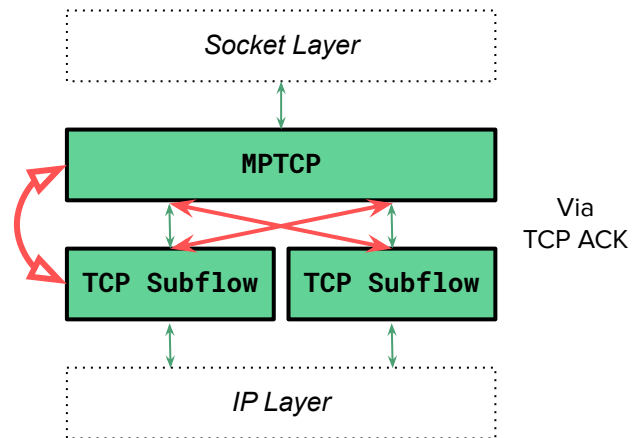 Socket Layer
MPTCP
Via
TCP ACK
TCP Subflow
TCP Subflow
IP Layer